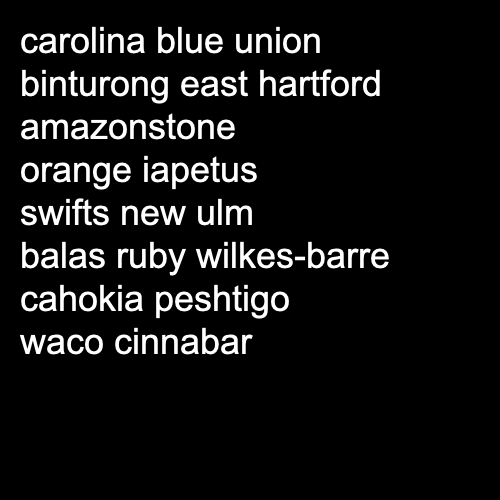 carolina blue union
binturong east hartford
amazonstone
orange iapetus
swifts new ulm
balas ruby wilkes-barre
cahokia peshtigo
waco cinnabar